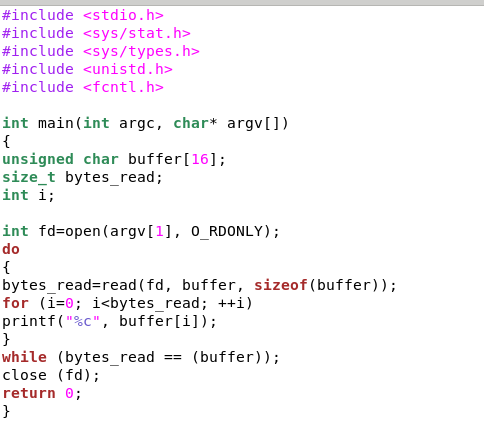 #include <stdio.h>
#include <sys/stat.h>
#include <sys/types.h>
#include <unistd.h>
#include <fcntl.h>

int main(int argc, char* argv[])
{
unsigned char buffer[16];
size_t bytes_read;
int i;

int fd=open(argv[1], O_RDONLY);
do
{
bytes_read=read(fd, buffer, sizeof(buffer));
for (i=0; i<bytes_read; ++i)
printf("%c", buffer[i]);
}
while (bytes_read == (buffer));
close (fd);
return 0;
}